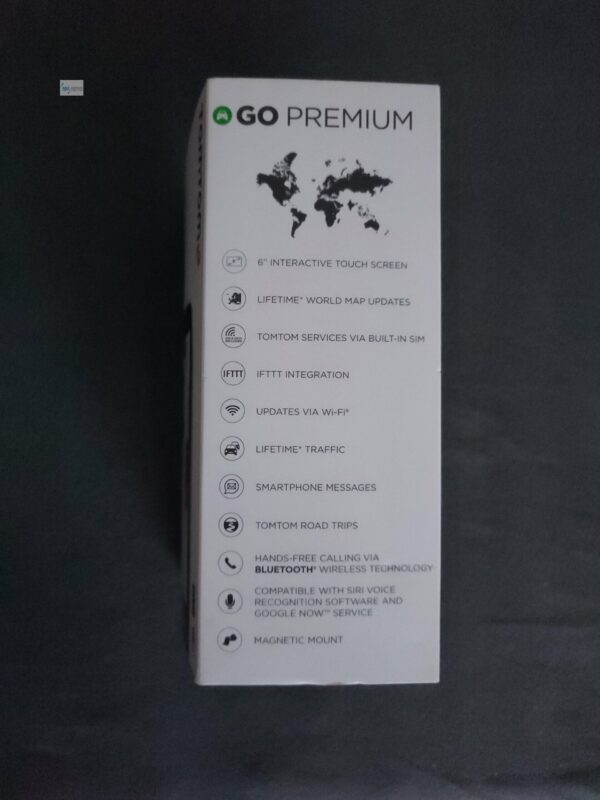 GO PREMIUM
6" INTERACTIVE TOUCH SCREEN
LIFETIME* WORLD MAP UPDATES
TOMTOM SERVICES VIA BUILT-IN SIM
IFTTT
IFTTT INTEGRATION
UPDATES VIA Wi-Fi®
LIFETIME* TRAFFIC
SMARTPHONE MESSAGES
TOMTOM ROAD TRIPS
HANDS-FREE CALLING VIA
BLUETOOTH® WIRELESS TECHNOLOGY
COMPATIBLE WITH SIRI VOICE
RECOGNITION SOFTWARE AND
GOOGLE NOW™ SERVICE
MAGNETIC MOUNT